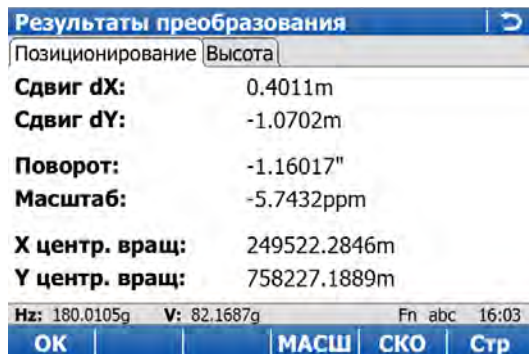 Результаты преобразования
Позиционирование Высота
Сдвиг dX: 0.4011m
Сдвиг dY: -1.0702m
Поворот: -1.16017"
Масштаб: -5.7432ppm
X центр. вращ: 249522.2846m
Y центр. вращ: 758227.1889m
Hz: 180.0105g V: 82.1687g Fn abc 16:03
OK МАСШ СКО Стр